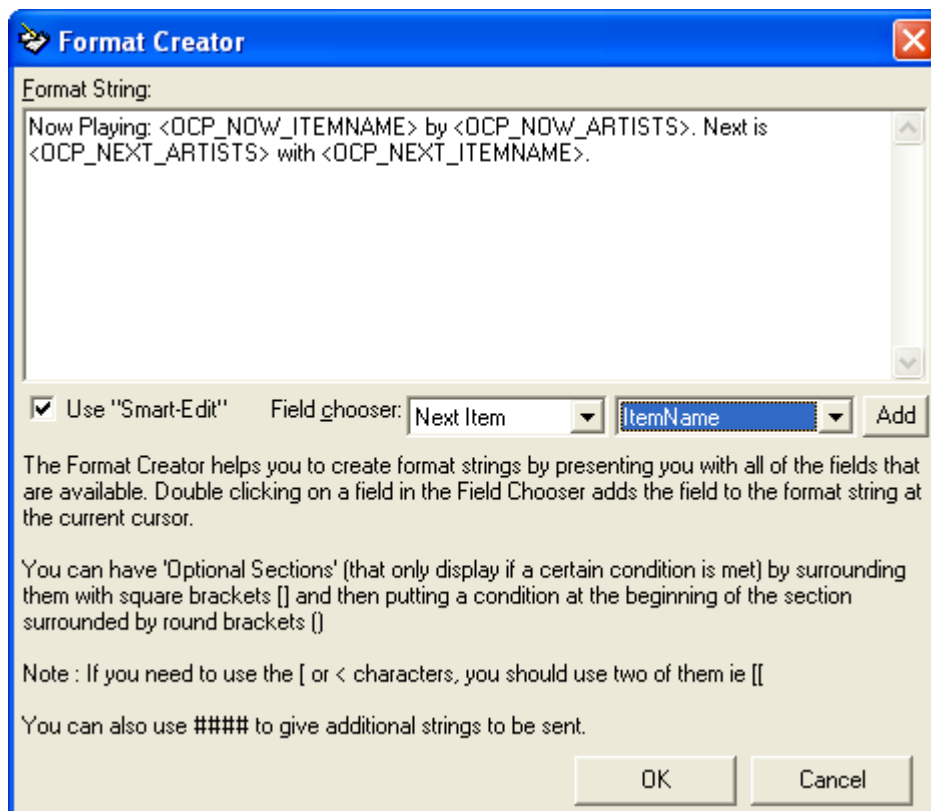 Format Creator
Format String:
Now Playing: <OCP_NOW_ITEMNAME> by <OCP_NOW_ARTISTS>. Next is
<OCP_NEXT_ARTISTS> with <OCP_NEXT_ITEMNAME>.
Use "Smart-Edit" Field chooser: Next Item ItemName Add
The Format Creator helps you to create format strings by presenting you with all of the fields that
are available. Double clicking on a field in the Field Chooser adds the field to the format string at
the current cursor.
You can have 'Optional Sections' (that only display if a certain condition is met) by surrounding
them with square brackets [] and then putting a condition at the beginning of the section
surrounded by round brackets ()
Note : If you need to use the [ or < characters, you should use two of them ie [[
You can also use #### to give additional strings to be sent.
OK Cancel